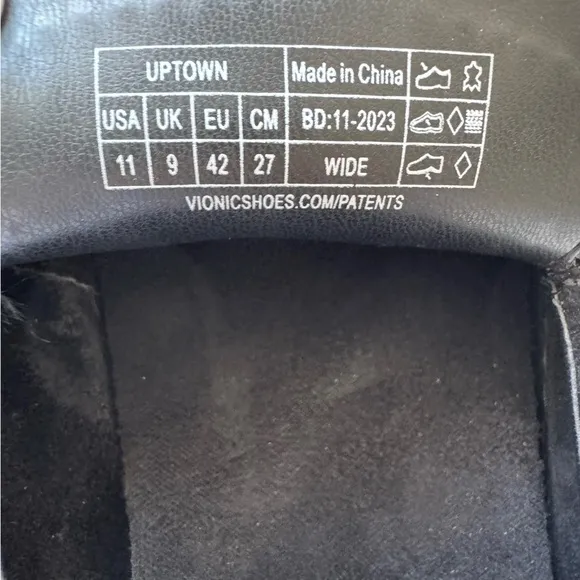 UPTOWN Made in China
USA UK EU CM BD:11-2023
11 9 42 27 WIDE
VIONICSHOES.COM/PATENTS